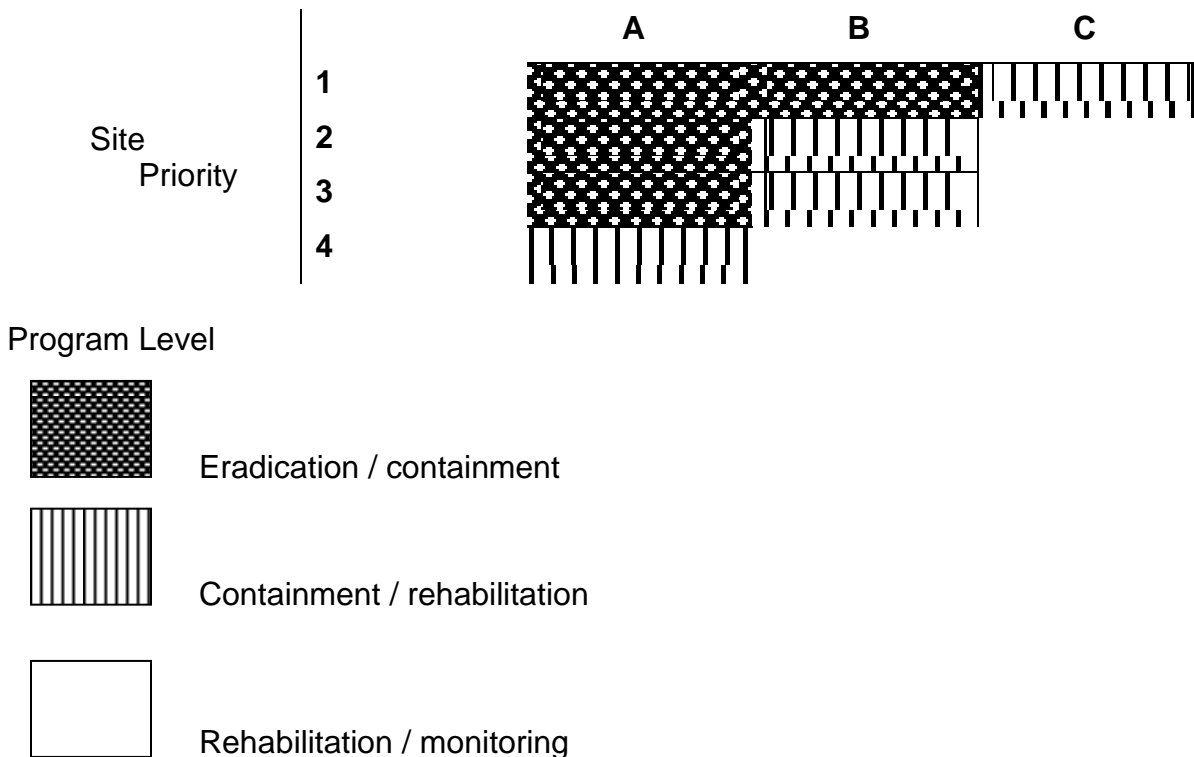 A B C
1
2
3
4
Site
Priority
Program Level
Eradication / containment
Containment / rehabilitation
Rehabilitation / monitoring